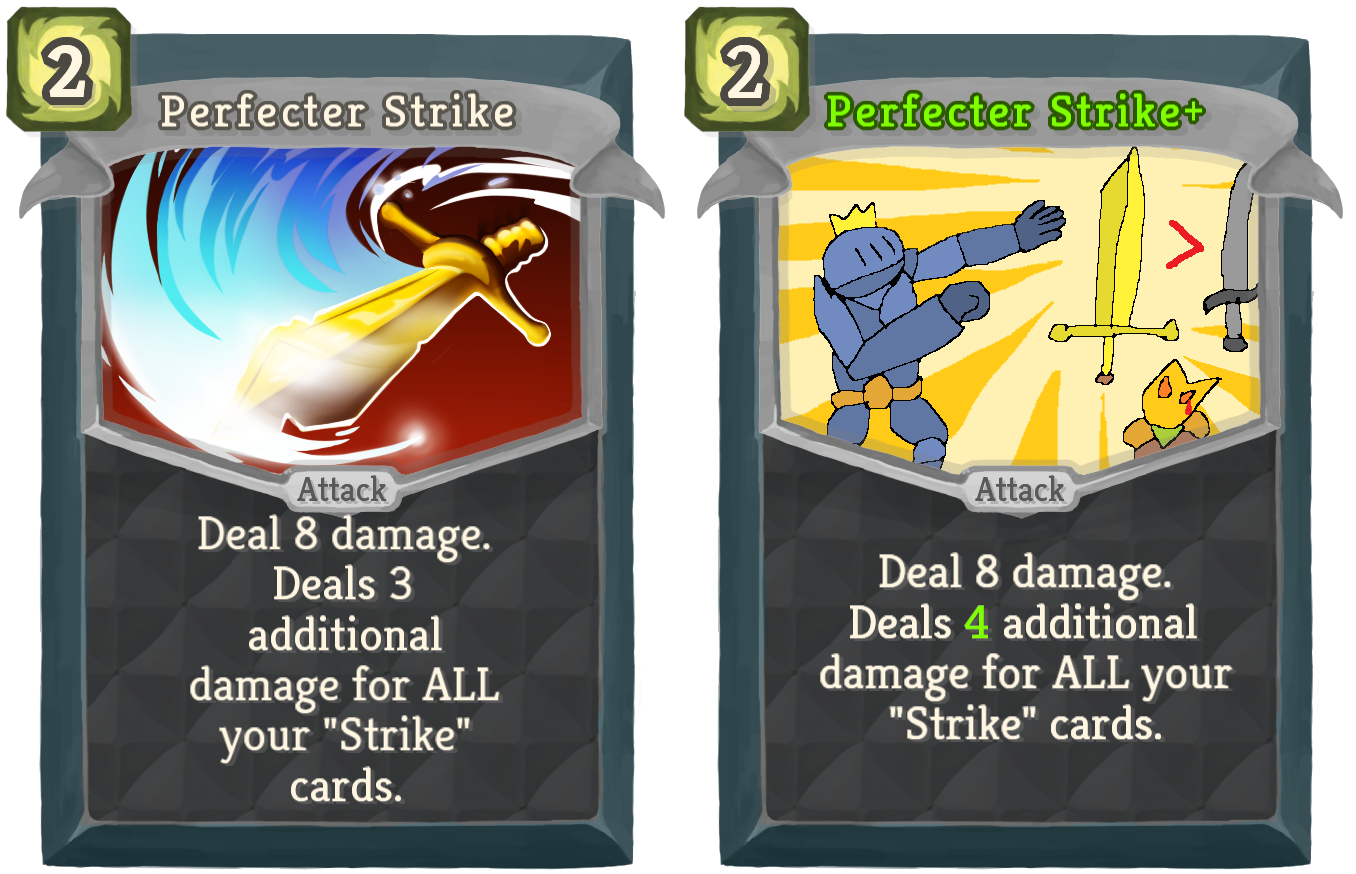 2
Perfecter Strike
Attack
Deal 8 damage.
Deals 3
additional
damage for ALL
your "Strike"
cards.
2
Perfecter Strike+
>
Attack
Deal 8 damage.
Deals 4 additional
damage for ALL your
"Strike" cards.